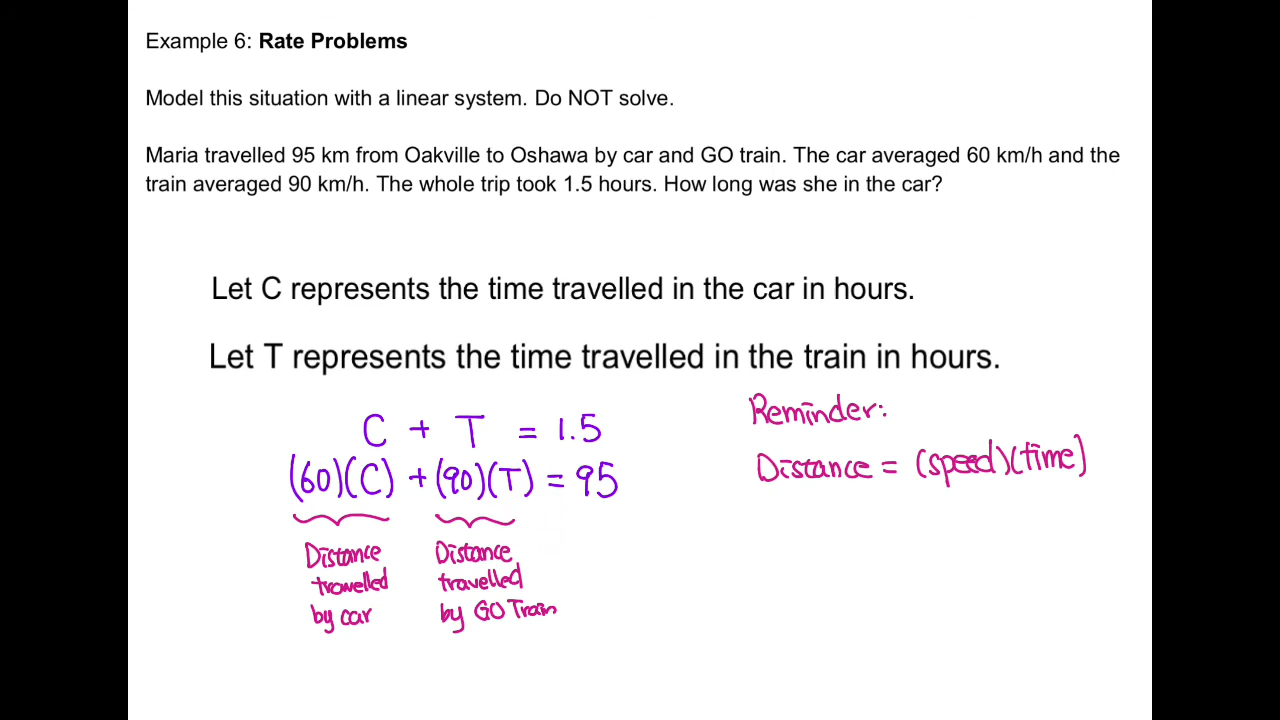 Example 6: Rate Problems
Model this situation with a linear system. Do NOT solve.
Maria travelled 95 km from Oakville to Oshawa by car and GO train. The car averaged 60 km/h and the
train averaged 90 km/h. The whole trip took 1.5 hours. How long was she in the car?
Let C represents the time travelled in the car in hours.
Let T represents the time travelled in the train in hours.
C + T = 1.5
(60)(C) + (90)(T) = 95
Distance
travelled
by car
Distance
travelled
by GO Train
Reminder:
Distance = (speed)(time)